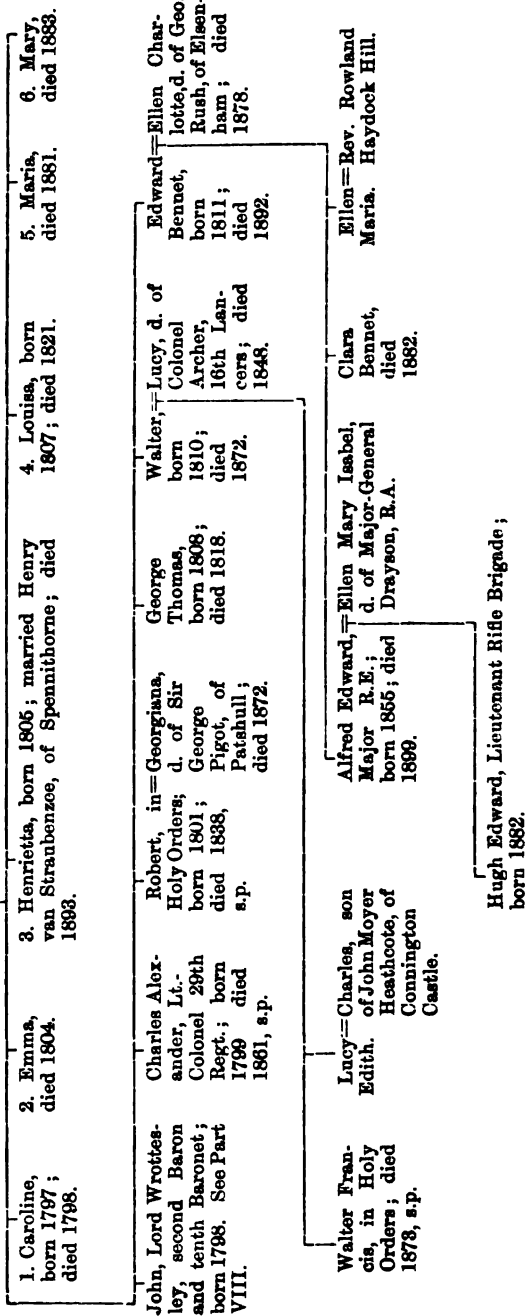 1. Caroline,
born 1797;
died 1798.
2. Emma,
died 1804.
3. Henrietta, born 1805; married Henry
van Straubenzee, of Spennithorne; died
1893.
4. Louisa, born
1807; died 1821.
5. Maria,
died 1881.
6. Mary,
died 1883.
John, Lord Wrottes-
ley, second Baron
and tenth Baronet;
born 1798. See Part
VIII.
Charles Alex-
ander, Lt.-
Colonel 29th
Regt.; born
1799 died
1861, s.p.
Robert, in=Georgiana,
Holy Orders; d. of Sir
born 1801; George
died 1838, Pigot, of
s.p. Patshull;
died 1872.
George
Thomas,
born 1808;
died 1818.
Walter,=Lucy, d. of
born Colonel
1810; Archer,
died 16th Lan-
1872. cers; died
1848.
Edward=Ellen Char-
Bennet, lotte, d. of Geo
born Rush, of Elsen-
1811; ham; died
died 1878.
1892.
Walter Fran-
cis, in Holy
Orders; died
1873, s.p.
Lucy=Charles, son
Edith. of John Moyer
Heathcote, of
Connington
Castle.
Alfred Edward,=Ellen Mary Isabel,
Major R.E.; d. of Major-General
born 1855; died Drayson, R.A.
1899.
Clara
Bennet,
died
1882.
Ellen=Rev. Rowland
Maria. Haydock Hill.
Hugh Edward, Lieutenant Rifle Brigade;
born 1882.